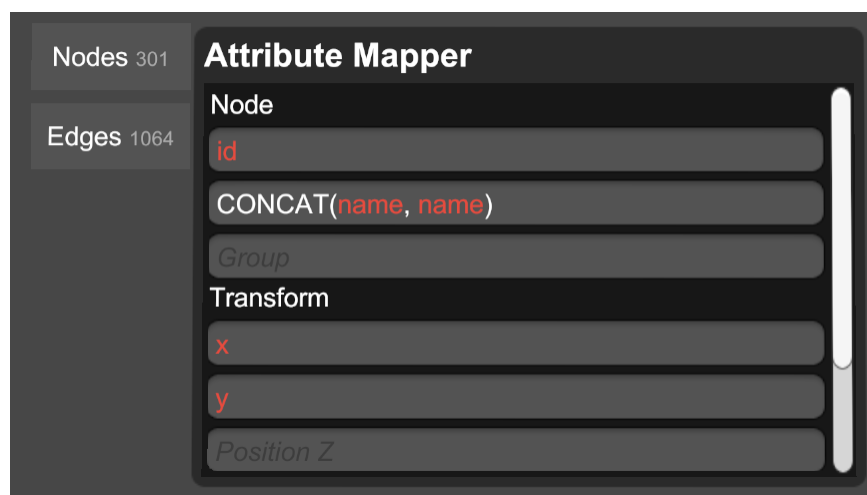 Nodes 301
Edges 1064
Attribute Mapper
Node
id
CONCAT(name, name)
Group
Transform
x
y
Position Z